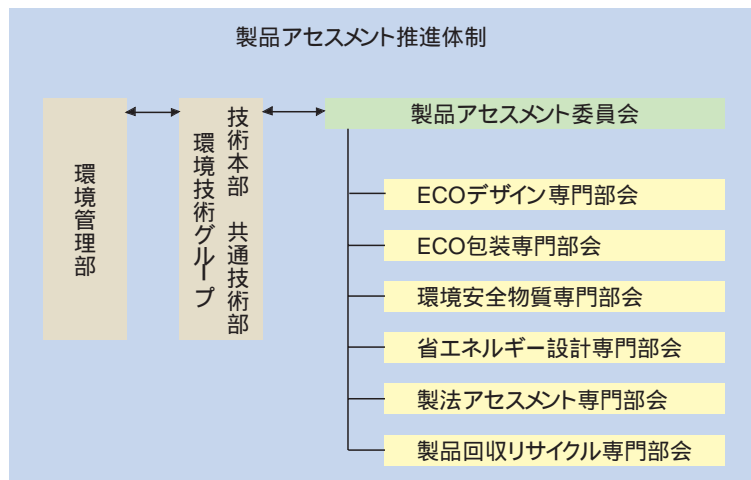 製品アセスメント推進体制
環境管理部
技術本部 共通技術部
環境技術グループ
製品アセスメント委員会
ECOデザイン専門部会
ECO包装専門部会
環境安全物質専門部会
省エネルギー設計専門部会
製法アセスメント専門部会
製品回収リサイクル専門部会